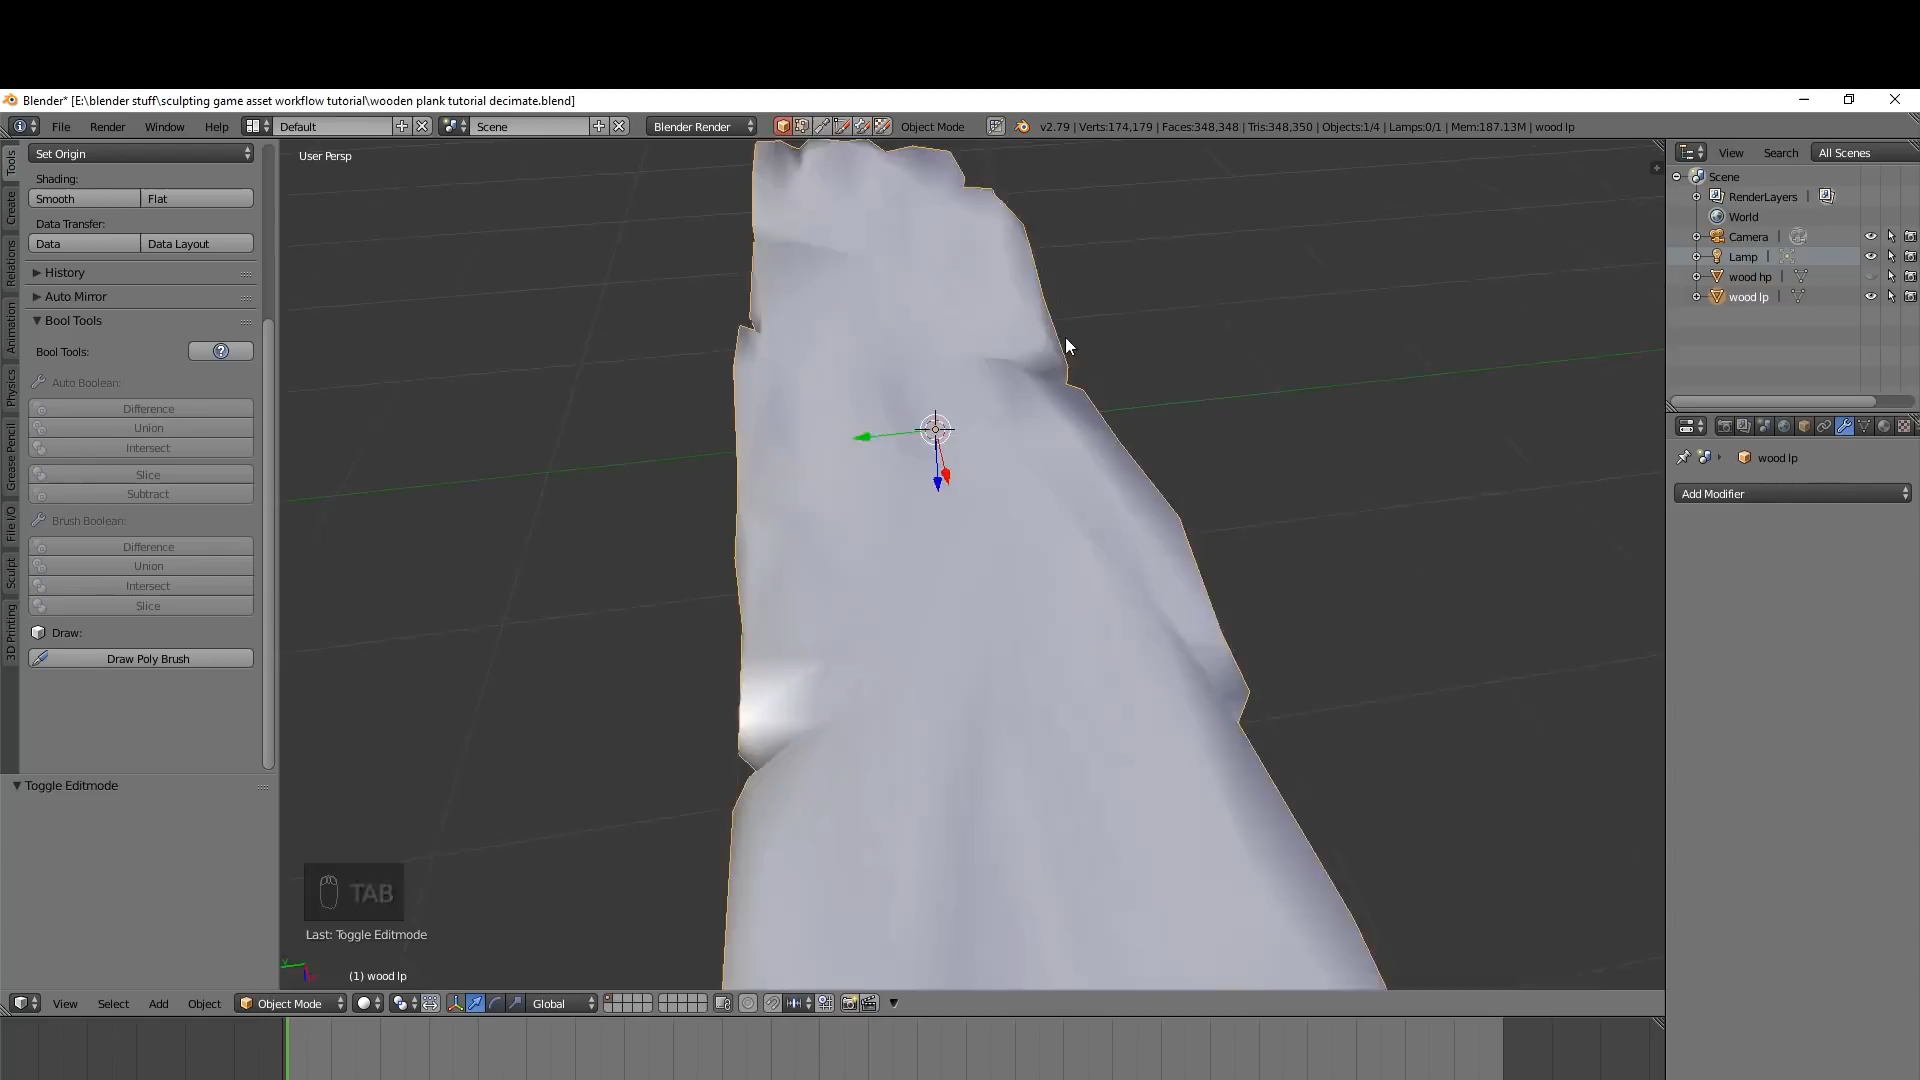 Blender* [E:\blender stuff\sculpting game asset workflow tutorial\wooden plank tutorial decimate.blend]
File Render Window Help Default Scene Blender Render Object Mode v2.79 | Verts:174,179 | Faces:348,348 | Tris:348,350 | Objects:1/4 | Lamps:0/1 | Mem:187.13M | wood lp
Set Origin
Shading:
Smooth Flat
Data Transfer:
Data Data Layout
History
Auto Mirror
Bool Tools
Bool Tools:
Auto Boolean:
Difference
Union
Intersect
Slice
Subtract
Brush Boolean:
Difference
Union
Intersect
Slice
Draw:
Draw Poly Brush
Toggle Editmode
Tools
Create
Relations
Animation
Physics
Grease Pencil
File I/O
Sculpt
3D Printing
User Persp
TAB
Last: Toggle Editmode
(1) wood lp
View Select Add Object Object Mode Global
View Search All Scenes
Scene
RenderLayers
World
Camera
Lamp
wood hp
wood lp
wood lp
Add Modifier